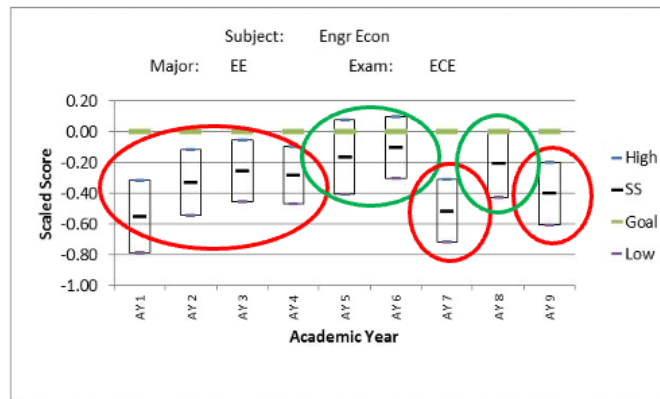 Subject: Engr Econ
Major: EE Exam: ECE
0.20
0.00
-0.20
-0.40
-0.60
-0.80
-1.00
Scaled Score
AY 1
AY 2
AY 3
AY 4
AY 5
AY 6
AY 7
AY 8
AY 9
Academic Year
High
SS
Goal
Low